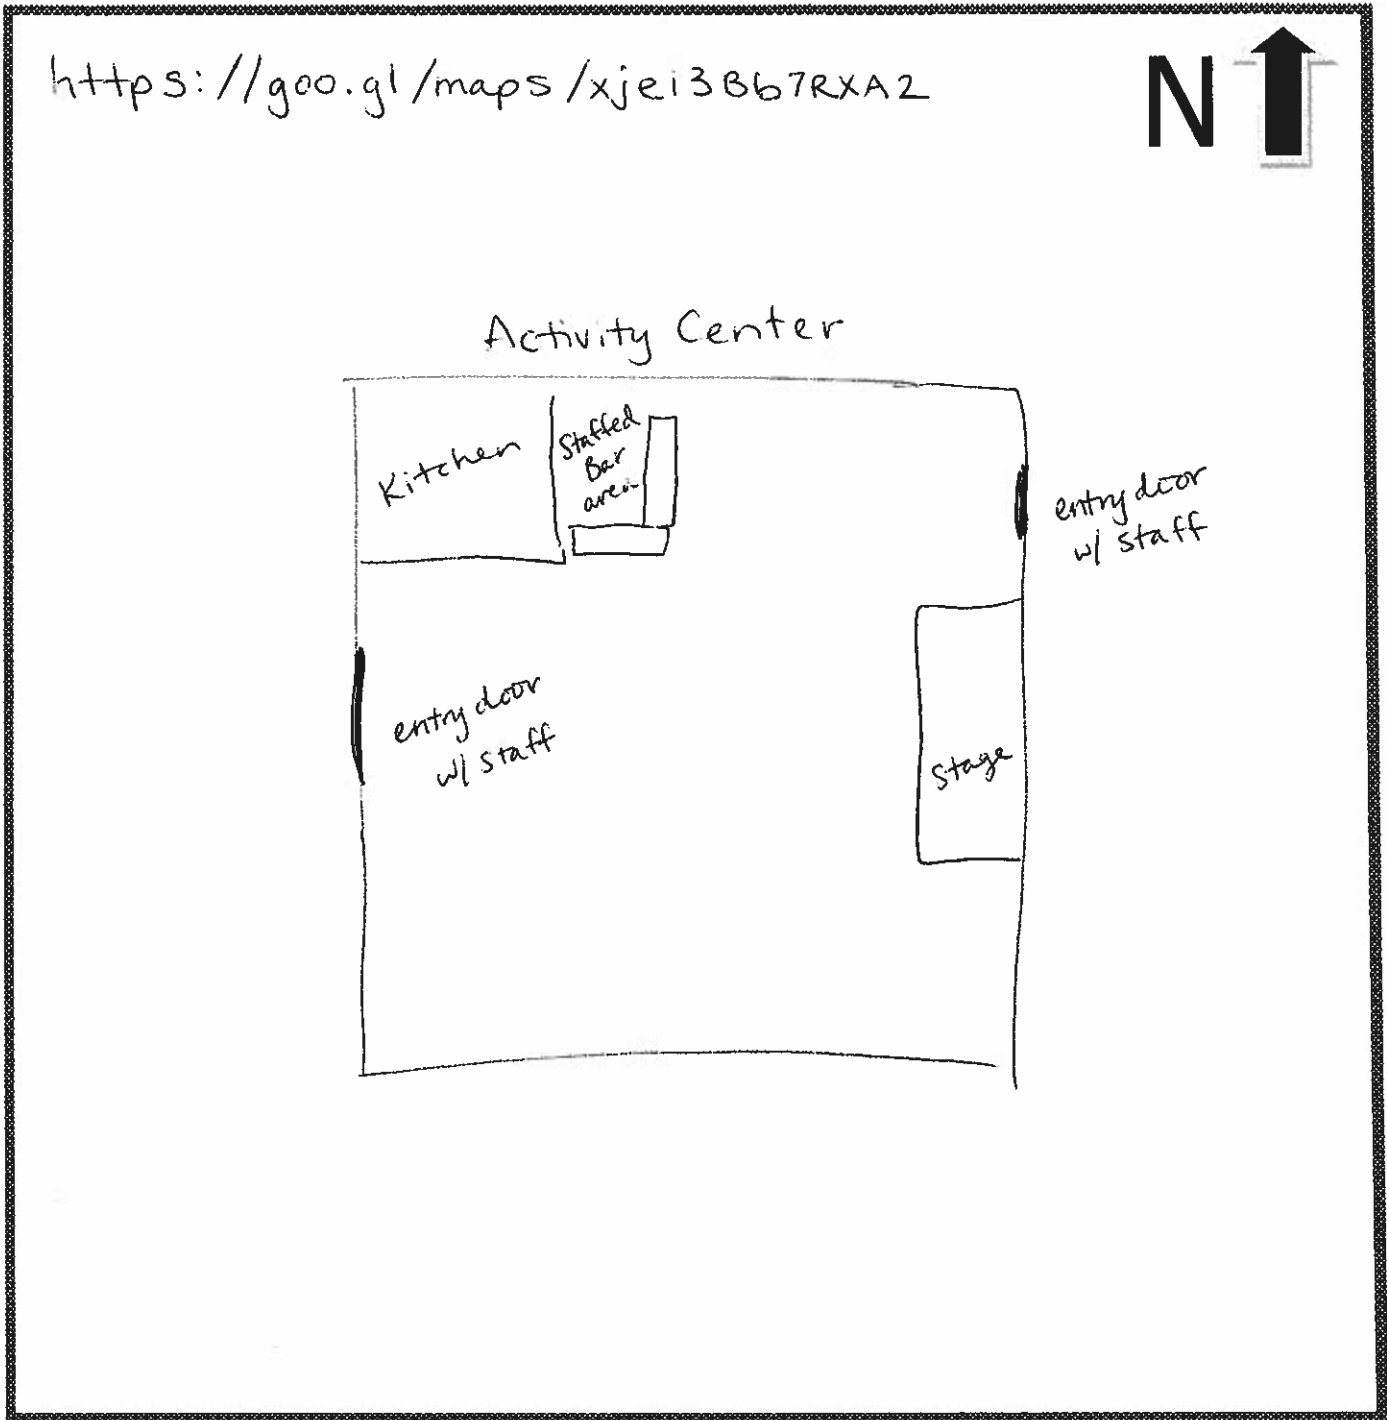 https://goo.gl/maps/xjei3Bb7RXA2
N
Activity Center
Kitchen
Staffed
Bar
area
entry door
w/ staff
entry door
w/ staff
Stage